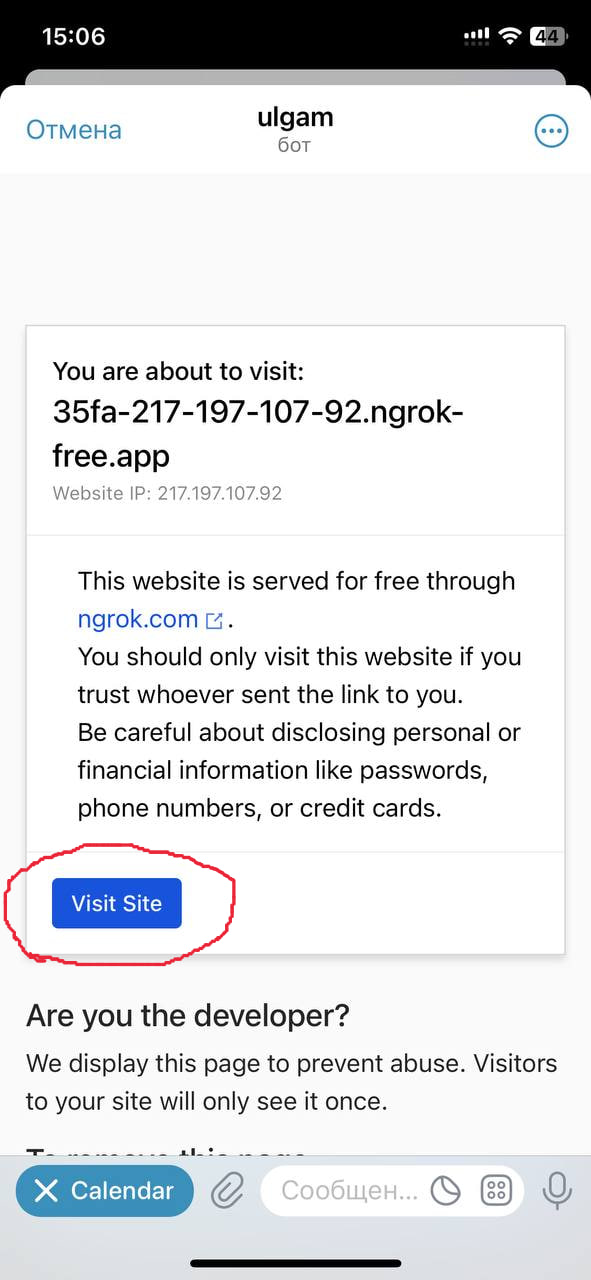 15:06
44
Отмена
ulgam
бот
You are about to visit:
35fa-217-197-107-92.ngrok-
free.app
Website IP: 217.197.107.92
This website is served for free through
ngrok.com.
You should only visit this website if you
trust whoever sent the link to you.
Be careful about disclosing personal or
financial information like passwords,
phone numbers, or credit cards.
Visit Site
Are you the developer?
We display this page to prevent abuse. Visitors
to your site will only see it once.
To remove this page
Calendar
Сообщен...